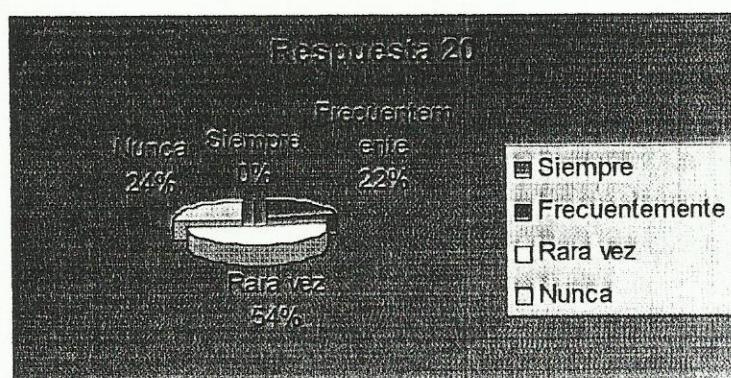 Respuesta 20
Frecuentem
Nunca Siempre ente
24% 0% 22%
Rara vez
54%
Siempre
Frecuentemente
Rara vez
Nunca